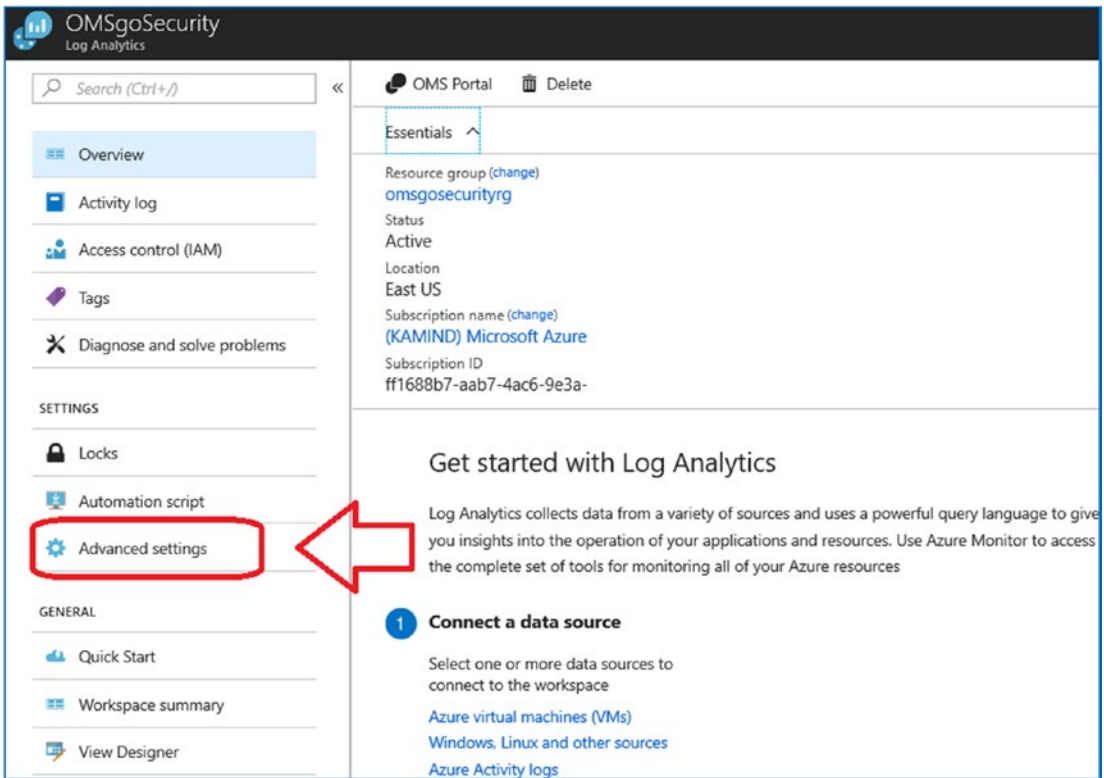 OMSgoSecurity
Log Analytics
Search (Ctrl+/)
«
Overview
Activity log
Access control (IAM)
Tags
Diagnose and solve problems
SETTINGS
Locks
Automation script
Advanced settings
GENERAL
Quick Start
Workspace summary
View Designer
OMS Portal
Delete
Essentials
Resource group (change)
omsgosecurityrg
Status
Active
Location
East US
Subscription name (change)
(KAMIND) Microsoft Azure
Subscription ID
ff1688b7-aab7-4ac6-9e3a-
Get started with Log Analytics
Log Analytics collects data from a variety of sources and uses a powerful query language to give
you insights into the operation of your applications and resources. Use Azure Monitor to access
the complete set of tools for monitoring all of your Azure resources
1 Connect a data source
Select one or more data sources to
connect to the workspace
Azure virtual machines (VMs)
Windows, Linux and other sources
Azure Activity logs